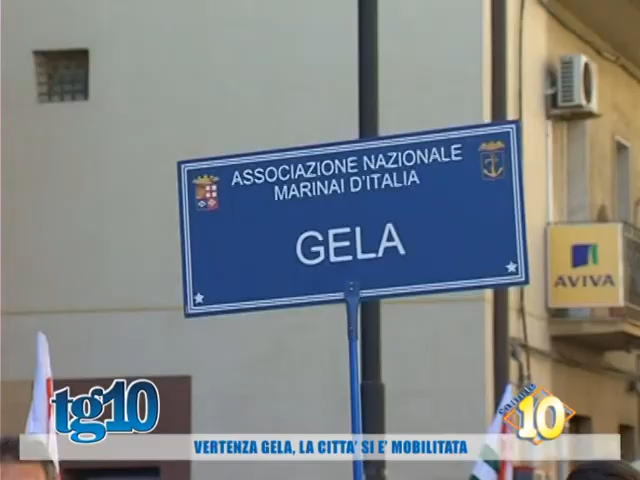 ASSOCIAZIONE NAZIONALE
MARINAI D'ITALIA
GELA
AVIVA
tg10
canale
10
VERTENZA GELA, LA CITTA' SI E' MOBILITATA